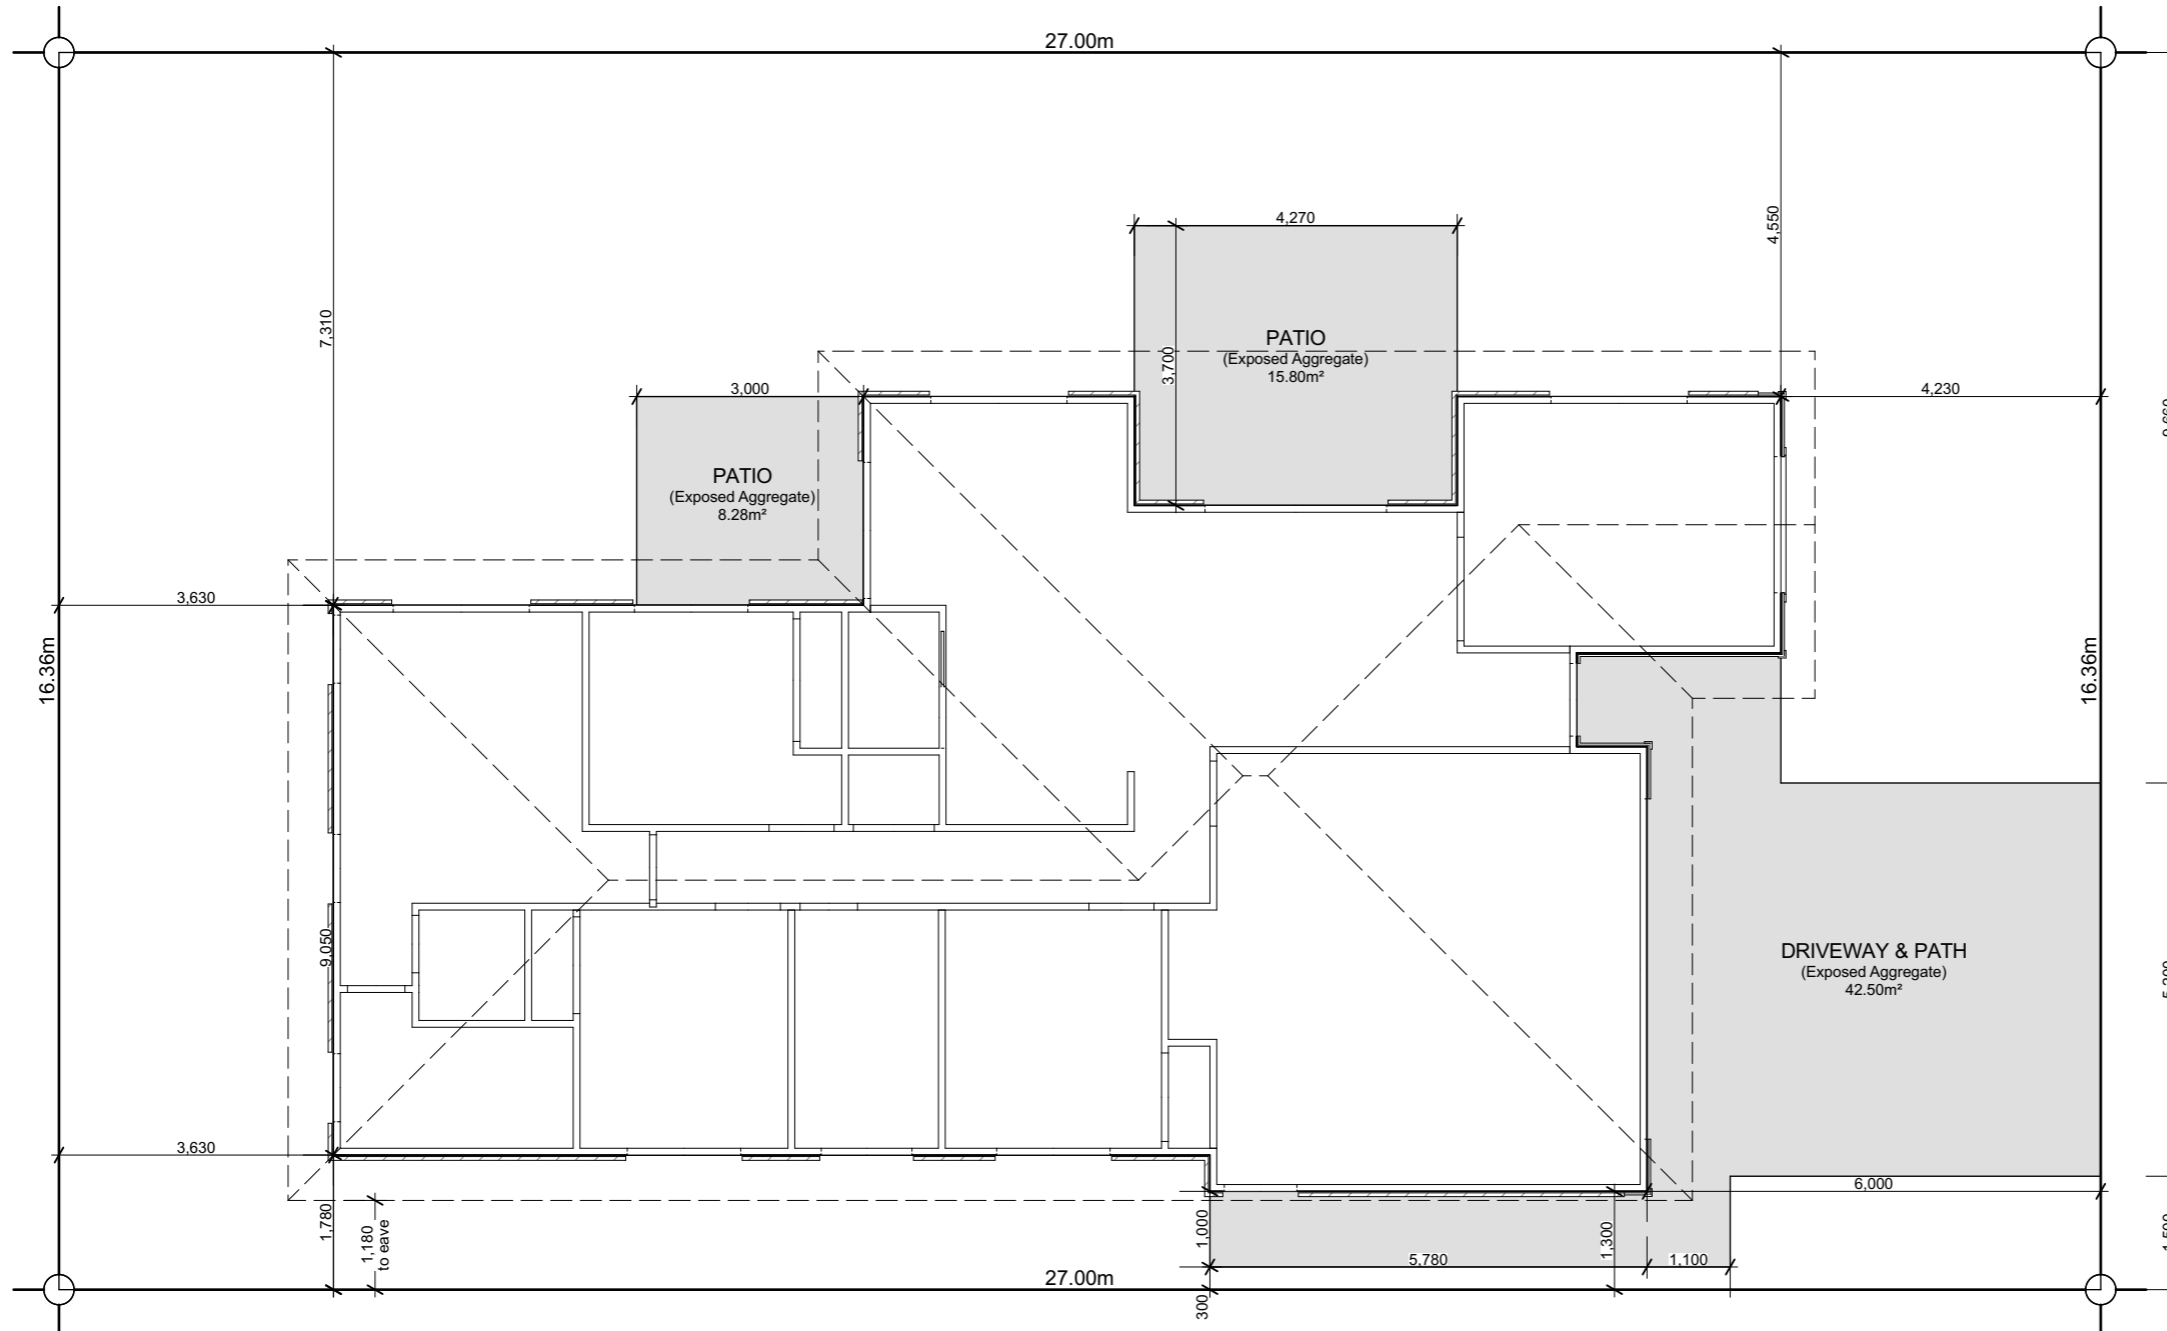 27.00m
4,270
4,550
7,310
PATIO
(Exposed Aggregate)
15.80m²
3,700
3,000
4,230
PATIO
(Exposed Aggregate)
8.28m²
3,630
16.36m
16.36m
9,050
DRIVEWAY & PATH
(Exposed Aggregate)
42.50m²
3,630
6,000
1,780
1,180
to eave
1,000
1,300
5,780
1,100
27.00m
300